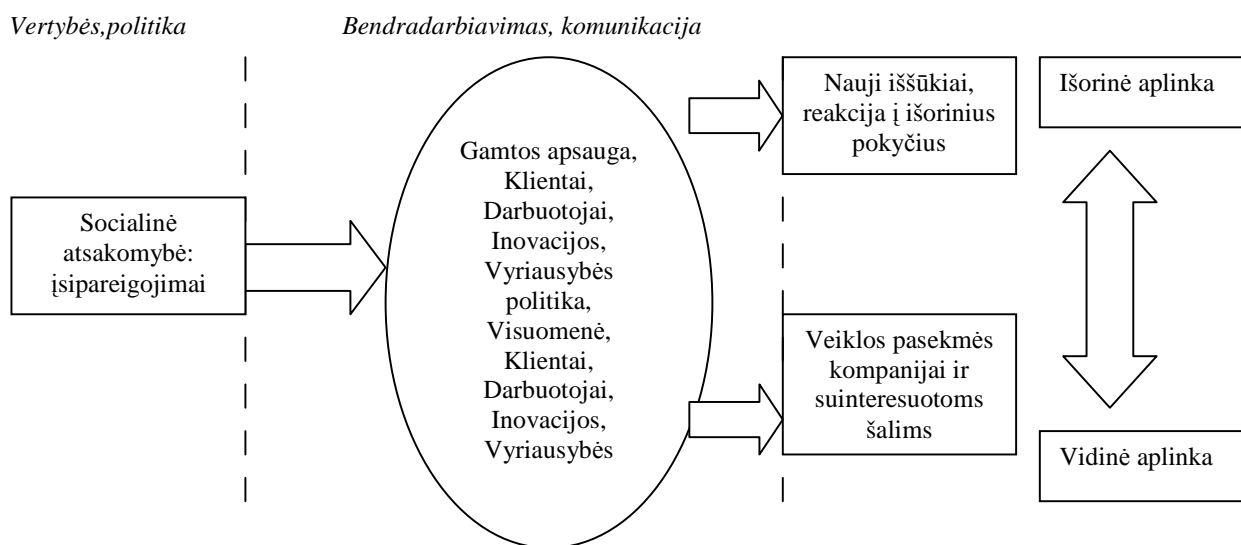 Vertybės,politika
Bendradarbiavimas, komunikacija
Socialinė
atsakomybė:
įsipareigojimai
Gamtos apsauga,
Klientai,
Darbuotojai,
Inovacijos,
Vyriausybės
politika,
Visuomenė,
Klientai,
Darbuotojai,
Inovacijos,
Vyriausybės
Nauji iššūkiai,
reakcija į išorinius
pokyčius
Veiklos pasekmės
kompanijai ir
suinteresuotoms
šalims
Išorinė aplinka
Vidinė aplinka